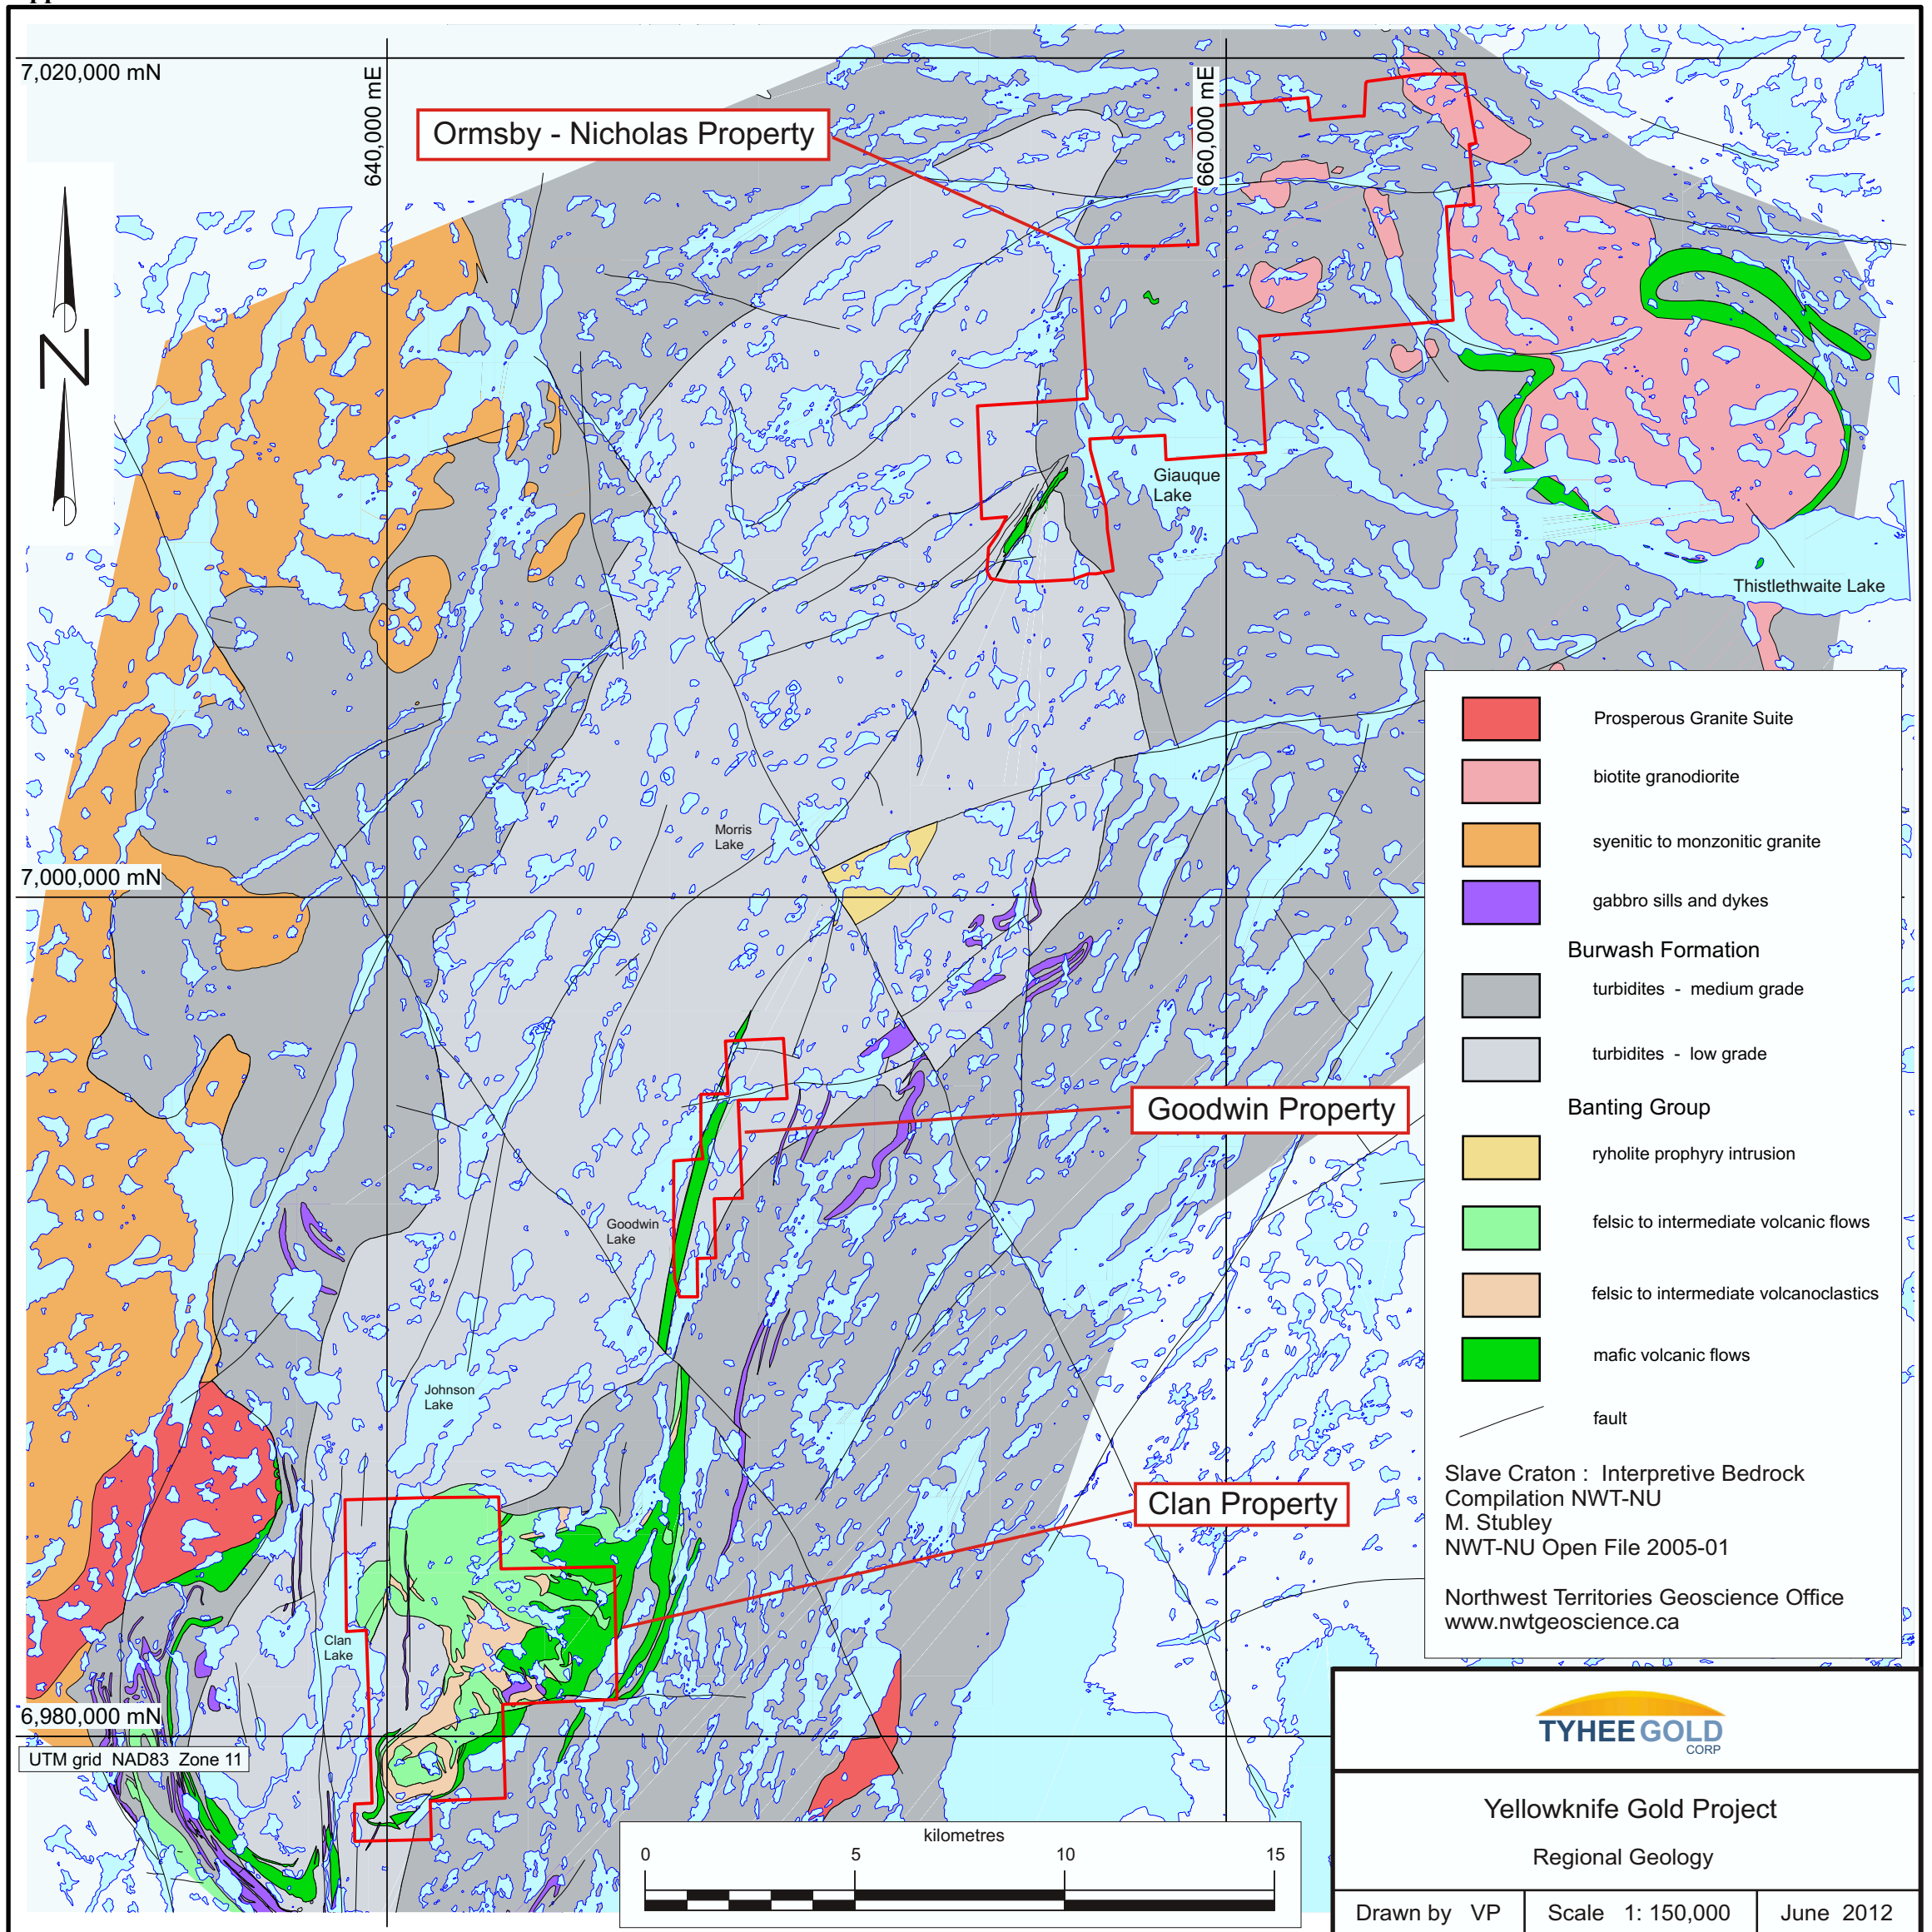 7,020,000 mN
640,000 mE
660,000 mE
Ormsby - Nicholas Property
N
Giauque
Lake
Thistlethwaite Lake
Morris
Lake
7,000,000 mN
Goodwin Property
Goodwin
Lake
Johnson
Lake
Clan Property
Clan
Lake
6,980,000 mN
UTM grid NAD83 Zone 11
Prosperous Granite Suite
biotite granodiorite
syenitic to monzonitic granite
gabbro sills and dykes
Burwash Formation
turbidites - medium grade
turbidites - low grade
Banting Group
ryholite prophyry intrusion
felsic to intermediate volcanic flows
felsic to intermediate volcanoclastics
mafic volcanic flows
fault
Slave Craton : Interpretive Bedrock
Compilation NWT-NU
M. Stubley
NWT-NU Open File 2005-01
Northwest Territories Geoscience Office
www.nwtgeoscience.ca
kilometres
0 5 10 15
TYHEE GOLD
CORP
Yellowknife Gold Project
Regional Geology
Drawn by VP
Scale 1: 150,000
June 2012